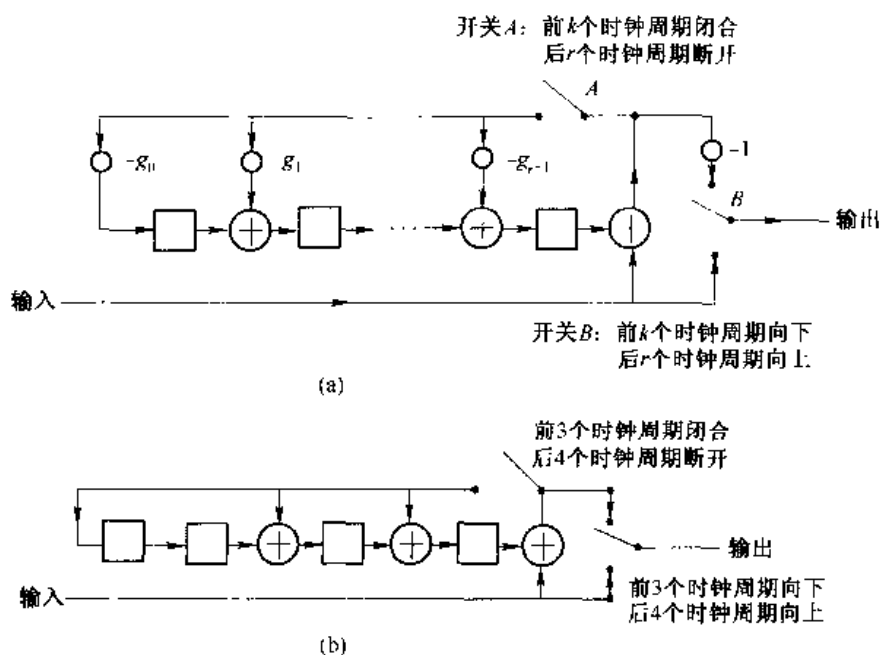 开关A：前k个时钟周期闭合
后r个时钟周期断开
A
-g₀
g₁
-gᵣ₋₁
-1
B
输出
输入
开关B：前k个时钟周期向下
后r个时钟周期向上
(a)
前3个时钟周期闭合
后4个时钟周期断开
输出
输入
前3个时钟周期向下
后4个时钟周期向上
(b)